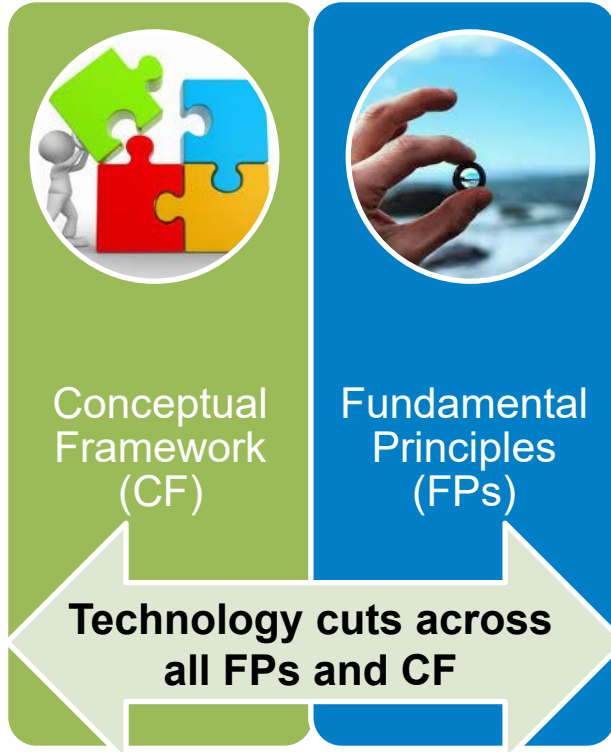 Conceptual
Framework
(CF)
Fundamental
Principles
(FPs)
Technology cuts across
all FPs and CF